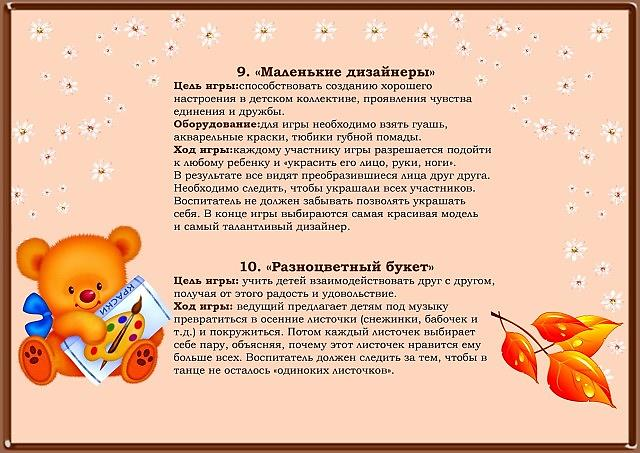 9. «Маленькие дизайнеры»
Цель игры:способствовать созданию хорошего
настроения в детском коллективе, проявления чувства
единения и дружбы.
Оборудование:для игры необходимо взять гуашь,
акварельные краски, тюбики губной помады.
Ход игры:каждому участнику игры разрешается подойти
к любому ребенку и «украсить его лицо, руки, ноги».
В результате все видят преобразившиеся лица друг друга.
Необходимо следить, чтобы украшали всех участников.
Воспитатель не должен забывать позволять украшать
себя. В конце игры выбираются самая красивая модель
и самый талантливый дизайнер.
10. «Разноцветный букет»
Цель игры: учить детей взаимодействовать друг с другом,
получая от этого радость и удовольствие.
Ход игры: ведущий предлагает детям под музыку
превратиться в осенние листочки (снежинки, бабочек и
т.д.) и покружиться. Потом каждый листочек выбирает
себе пару, объясняя, почему этот листочек нравится ему
больше всех. Воспитатель должен следить за тем, чтобы в
танце не осталось «одиноких листочков».
КРАСКИ